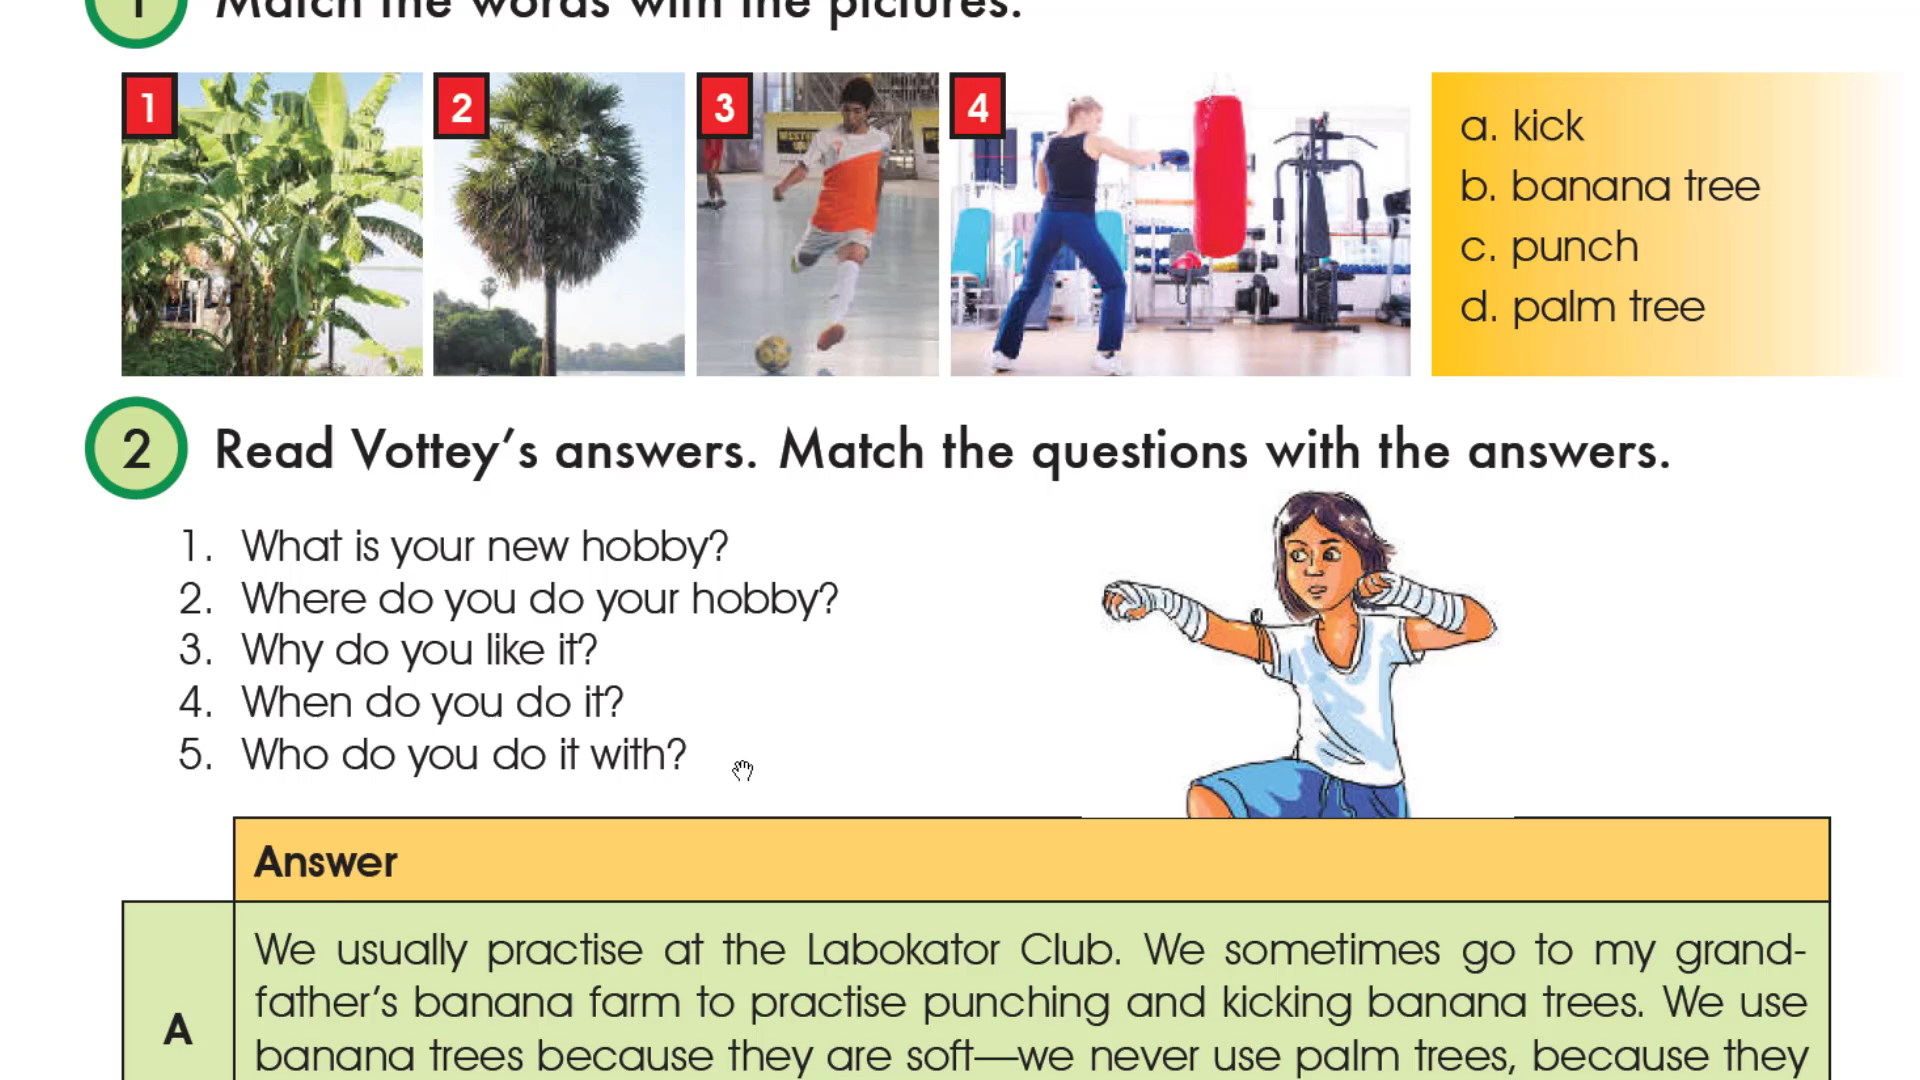 1 Match the words with the pictures.
1
2
3
4
a. kick
b. banana tree
c. punch
d. palm tree
2 Read Vottey's answers. Match the questions with the answers.
1. What is your new hobby?
2. Where do you do your hobby?
3. Why do you like it?
4. When do you do it?
5. Who do you do it with?
Answer
A
We usually practise at the Labokator Club. We sometimes go to my grand-
father's banana farm to practise punching and kicking banana trees. We use
banana trees because they are soft—we never use palm trees, because they